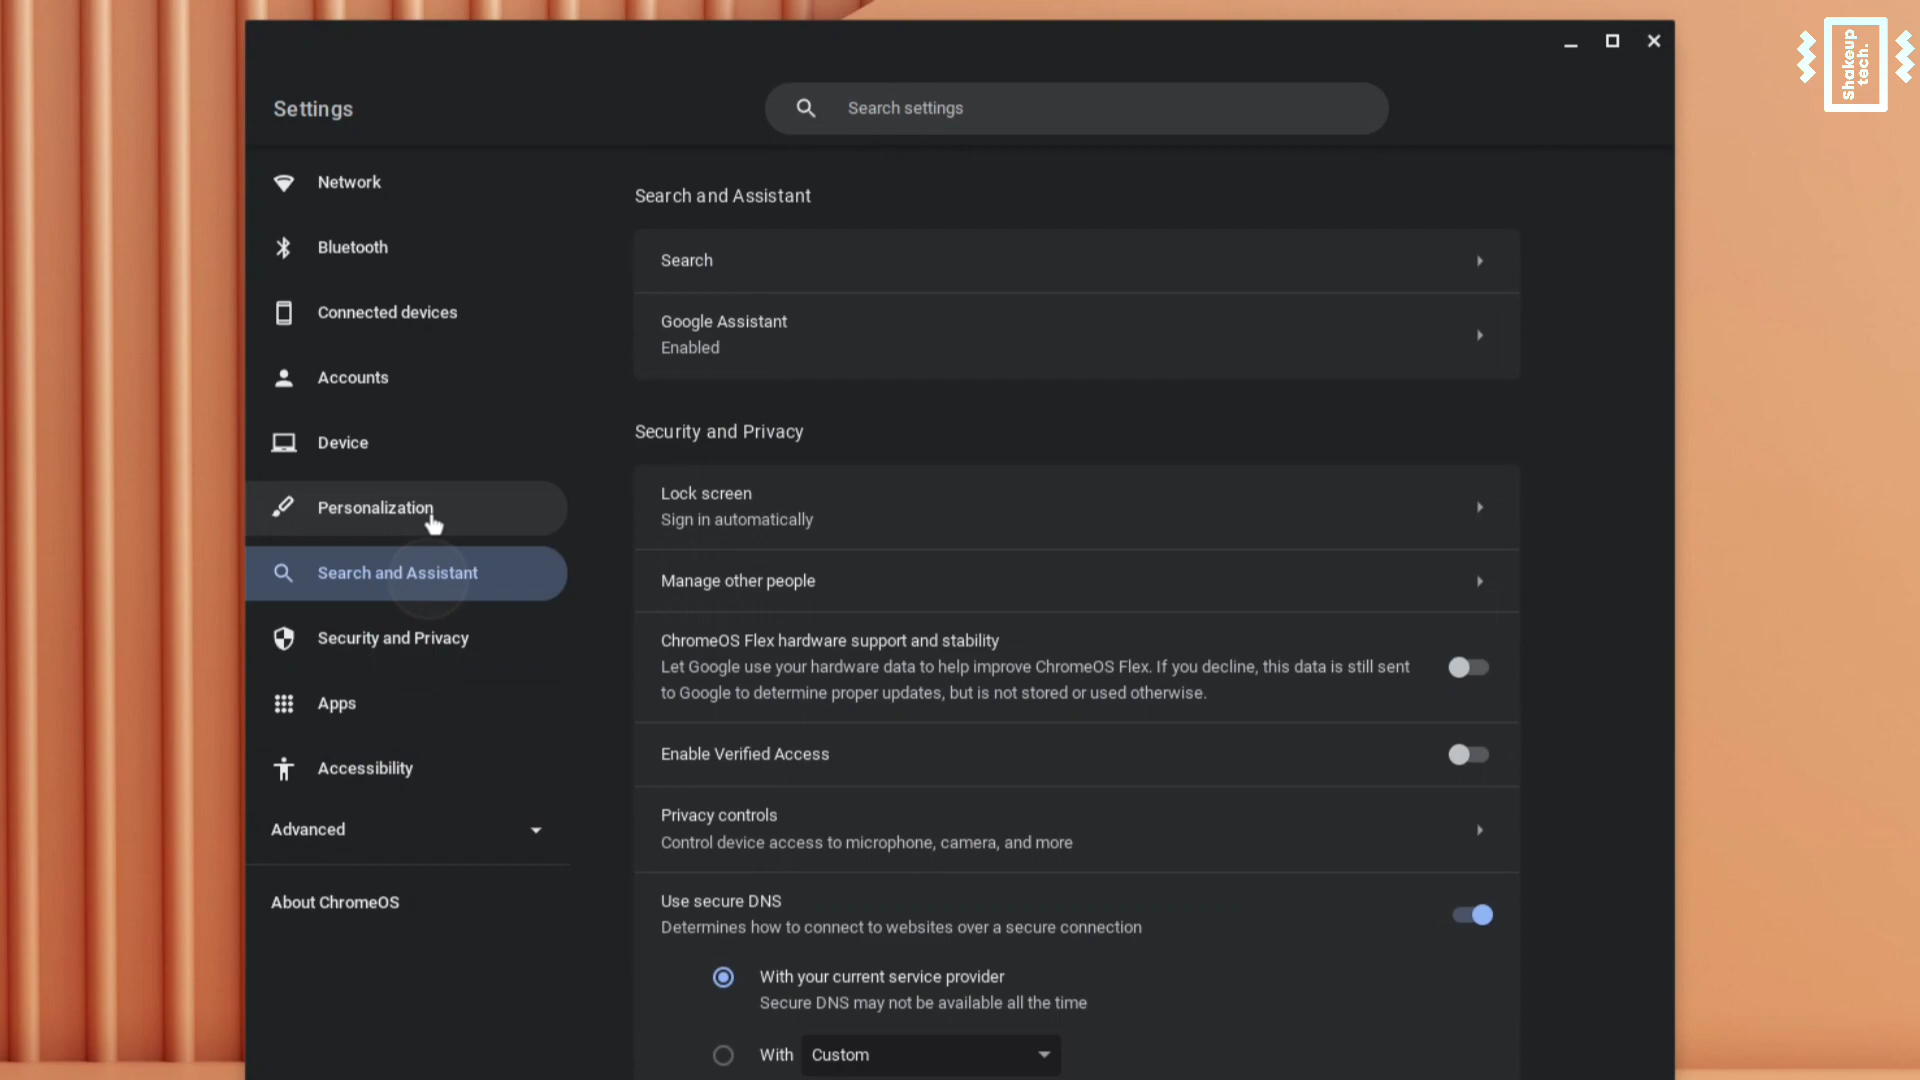 Settings
Search settings
Shakeup
tech.
Network
Bluetooth
Connected devices
Accounts
Device
Personalization
Search and Assistant
Security and Privacy
Apps
Accessibility
Advanced
About ChromeOS
Search and Assistant
Search
Google Assistant
Enabled
Security and Privacy
Lock screen
Sign in automatically
Manage other people
ChromeOS Flex hardware support and stability
Let Google use your hardware data to help improve ChromeOS Flex. If you decline, this data is still sent
to Google to determine proper updates, but is not stored or used otherwise.
Enable Verified Access
Privacy controls
Control device access to microphone, camera, and more
Use secure DNS
Determines how to connect to websites over a secure connection
With your current service provider
Secure DNS may not be available all the time
With Custom